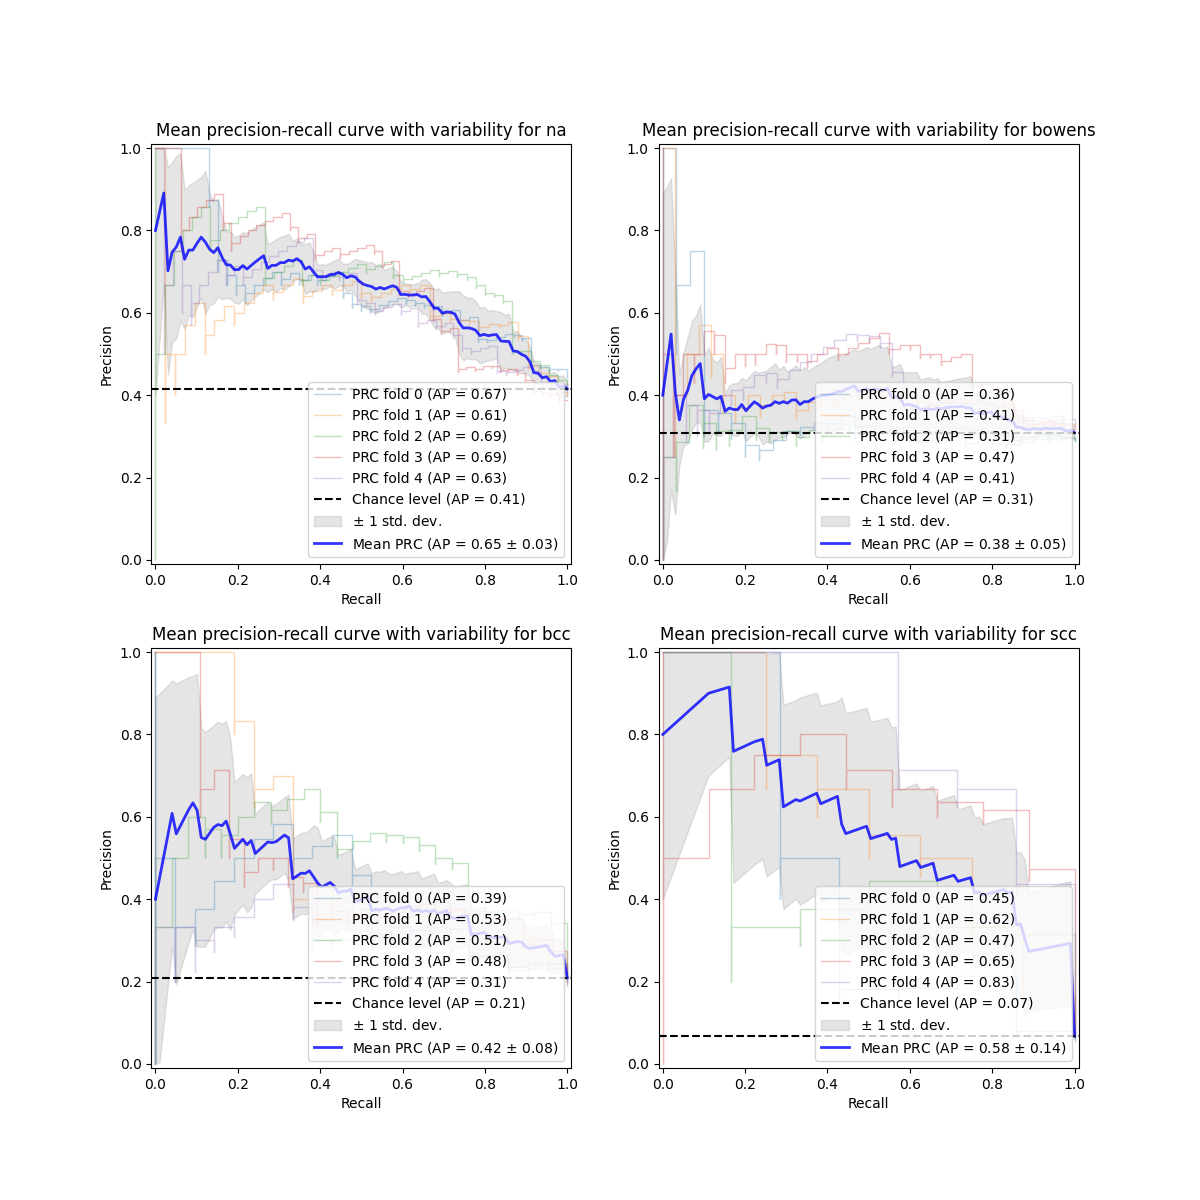 Mean precision-recall curve with variability for na
1.0
0.8
0.6
0.4
0.2
0.0
Precision
PRC fold 0 (AP = 0.67)
PRC fold 1 (AP = 0.61)
PRC fold 2 (AP = 0.69)
PRC fold 3 (AP = 0.69)
PRC fold 4 (AP = 0.63)
Chance level (AP = 0.41)
± 1 std. dev.
Mean PRC (AP = 0.65 ± 0.03)
0.0 0.2 0.4 0.6 0.8 1.0
Recall
Mean precision-recall curve with variability for bowens
1.0
0.8
0.6
0.4
0.2
0.0
Precision
PRC fold 0 (AP = 0.36)
PRC fold 1 (AP = 0.41)
PRC fold 2 (AP = 0.31)
PRC fold 3 (AP = 0.47)
PRC fold 4 (AP = 0.41)
Chance level (AP = 0.31)
± 1 std. dev.
Mean PRC (AP = 0.38 ± 0.05)
0.0 0.2 0.4 0.6 0.8 1.0
Recall
Mean precision-recall curve with variability for bcc
1.0
0.8
0.6
0.4
0.2
0.0
Precision
PRC fold 0 (AP = 0.39)
PRC fold 1 (AP = 0.53)
PRC fold 2 (AP = 0.51)
PRC fold 3 (AP = 0.48)
PRC fold 4 (AP = 0.31)
Chance level (AP = 0.21)
± 1 std. dev.
Mean PRC (AP = 0.42 ± 0.08)
0.0 0.2 0.4 0.6 0.8 1.0
Recall
Mean precision-recall curve with variability for scc
1.0
0.8
0.6
0.4
0.2
0.0
Precision
PRC fold 0 (AP = 0.45)
PRC fold 1 (AP = 0.62)
PRC fold 2 (AP = 0.47)
PRC fold 3 (AP = 0.65)
PRC fold 4 (AP = 0.83)
Chance level (AP = 0.07)
± 1 std. dev.
Mean PRC (AP = 0.58 ± 0.14)
0.0 0.2 0.4 0.6 0.8 1.0
Recall